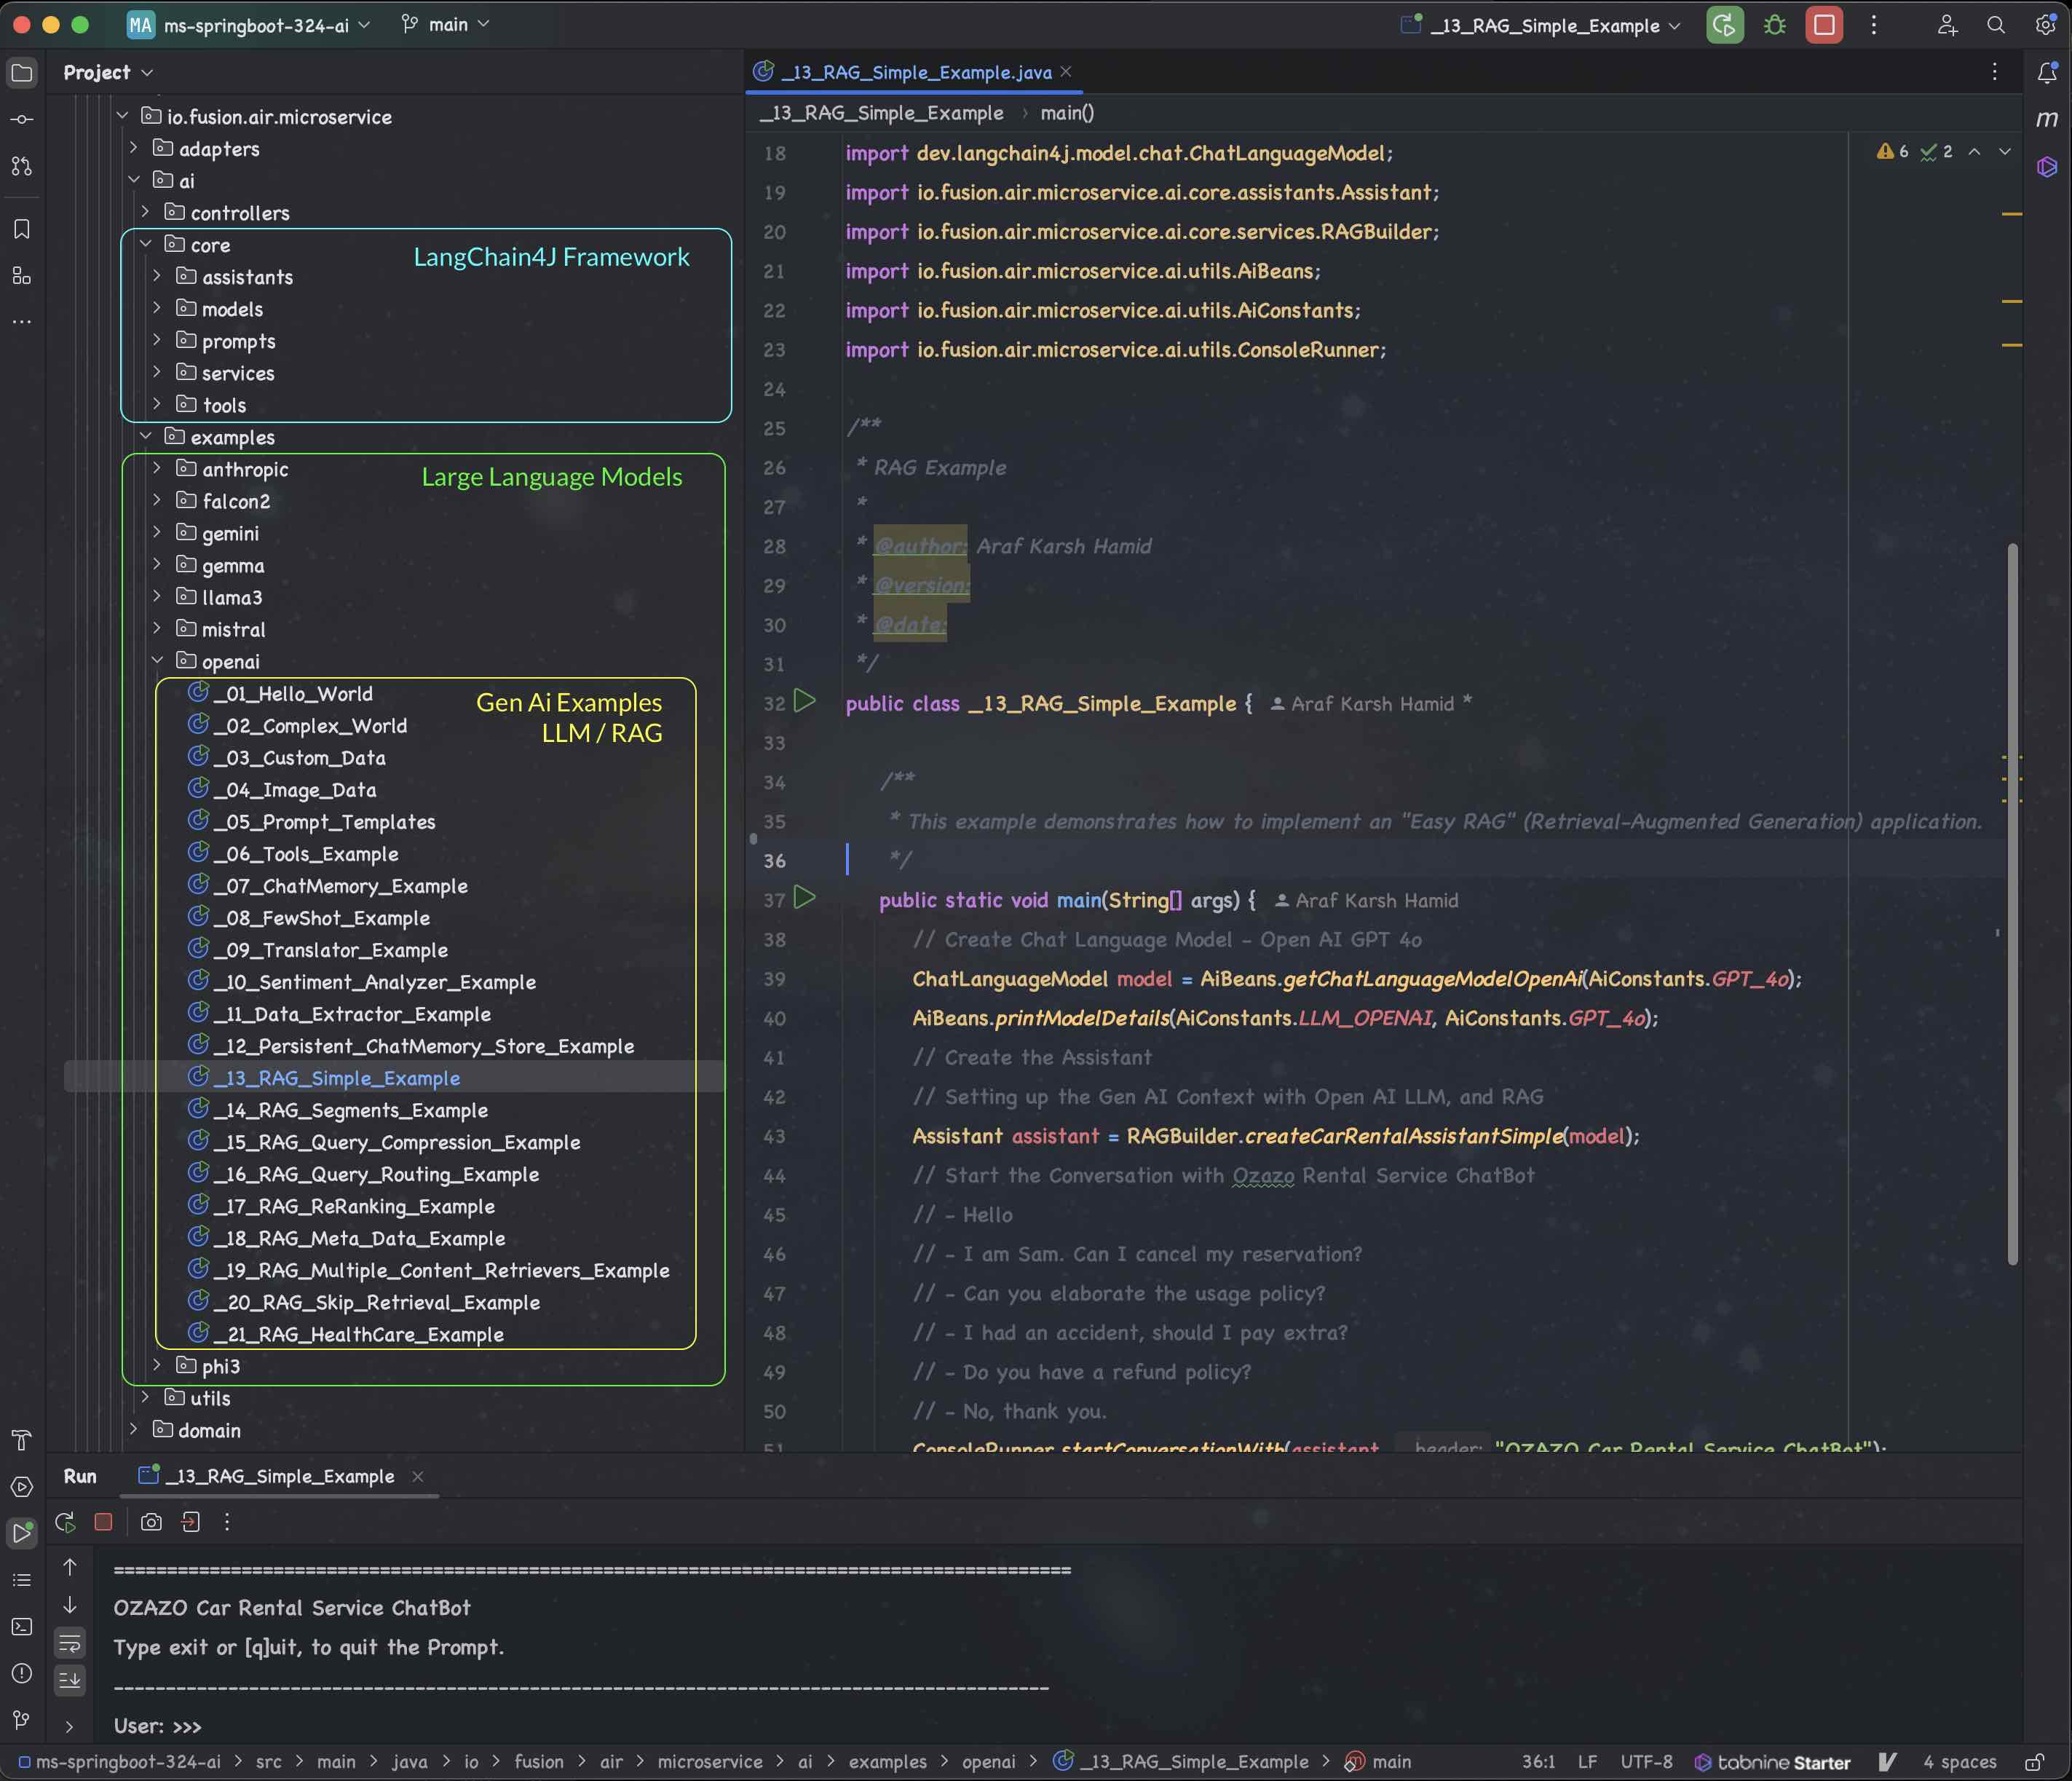 MA ms-springboot-324-ai main _13_RAG_Simple_Example
Project
io.fusion.air.microservice
adapters
ai
controllers
core
LangChain4J Framework
assistants
models
prompts
services
tools
examples
anthropic
Large Language Models
falcon2
gemini
gemma
llama3
mistral
openai
_01_Hello_World
Gen Ai Examples
LLM / RAG
_02_Complex_World
_03_Custom_Data
_04_Image_Data
_05_Prompt_Templates
_06_Tools_Example
_07_ChatMemory_Example
_08_FewShot_Example
_09_Translator_Example
_10_Sentiment_Analyzer_Example
_11_Data_Extractor_Example
_12_Persistent_ChatMemory_Store_Example
_13_RAG_Simple_Example
_14_RAG_Segments_Example
_15_RAG_Query_Compression_Example
_16_RAG_Query_Routing_Example
_17_RAG_ReRanking_Example
_18_RAG_Meta_Data_Example
_19_RAG_Multiple_Content_Retrievers_Example
_20_RAG_Skip_Retrieval_Example
_21_RAG_HealthCare_Example
phi3
utils
domain
_13_RAG_Simple_Example.java
_13_RAG_Simple_Example › main()
6 2
m
18 import dev.langchain4j.model.chat.ChatLanguageModel;
19 import io.fusion.air.microservice.ai.core.assistants.Assistant;
20 import io.fusion.air.microservice.ai.core.services.RAGBuilder;
21 import io.fusion.air.microservice.ai.utils.AiBeans;
22 import io.fusion.air.microservice.ai.utils.AiConstants;
23 import io.fusion.air.microservice.ai.utils.ConsoleRunner;
24
25 /**
26 * RAG Example
27 *
28 * @author: Araf Karsh Hamid
29 * @version:
30 * @date:
31 */
32 public class _13_RAG_Simple_Example { Araf Karsh Hamid *
33
34 /**
35 * This example demonstrates how to implement an "Easy RAG" (Retrieval-Augmented Generation) application.
36 */
37 public static void main(String[] args) { Araf Karsh Hamid
38 // Create Chat Language Model - Open AI GPT 4o
39 ChatLanguageModel model = AiBeans.getChatLanguageModelOpenAi(AiConstants.GPT_4o);
40 AiBeans.printModelDetails(AiConstants.LLM_OPENAI, AiConstants.GPT_4o);
41 // Create the Assistant
42 // Setting up the Gen AI Context with Open AI LLM, and RAG
43 Assistant assistant = RAGBuilder.createCarRentalAssistantSimple(model);
44 // Start the Conversation with Ozazo Rental Service ChatBot
45 // - Hello
46 // - I am Sam. Can I cancel my reservation?
47 // - Can you elaborate the usage policy?
48 // - I had an accident, should I pay extra?
49 // - Do you have a refund policy?
50 // - No, thank you.
51 ConsoleRunner.startConversationWith(assistant, header: "OZAZO Car Rental Service ChatBot");
Run _13_RAG_Simple_Example
OZAZO Car Rental Service ChatBot
Type exit or [q]uit, to quit the Prompt.
User: >>>
ms-springboot-324-ai > src > main > java > io > fusion > air > microservice > ai > examples > openai > _13_RAG_Simple_Example > main 36:1 LF UTF-8 tabnine Starter 4 spaces